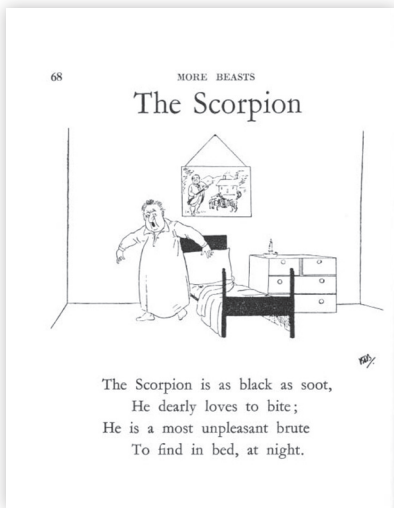 68
MORE BEASTS
The Scorpion
The Scorpion is as black as soot,
He dearly loves to bite;
He is a most unpleasant brute
To find in bed, at night.